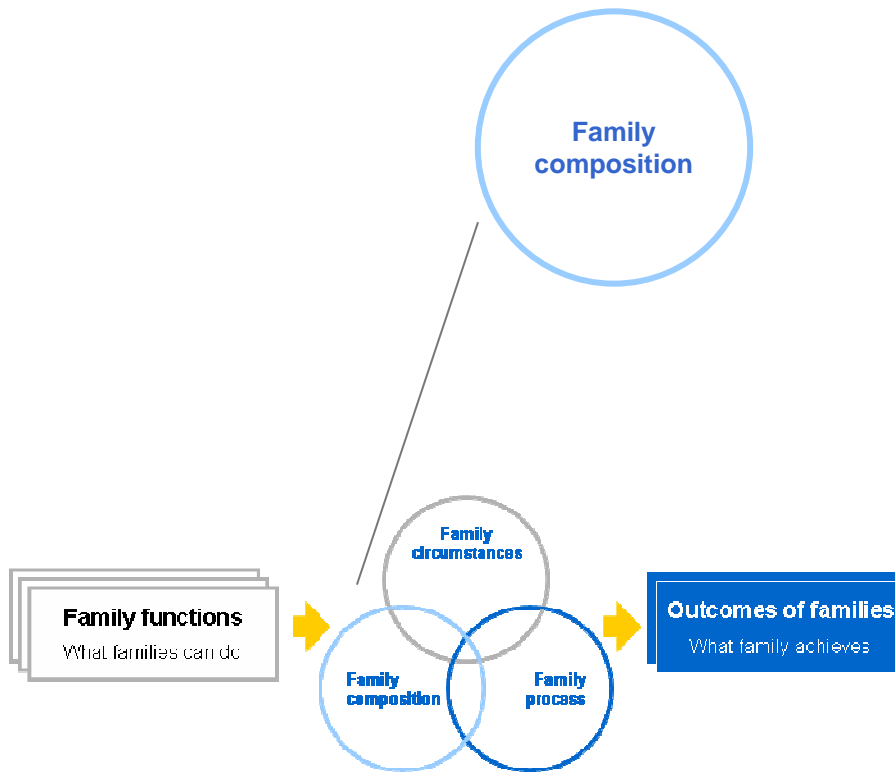 Family
composition
Family
circumstances
Family functions
What families can do
Family
composition
Family
process
Outcomes of families
What family achieves